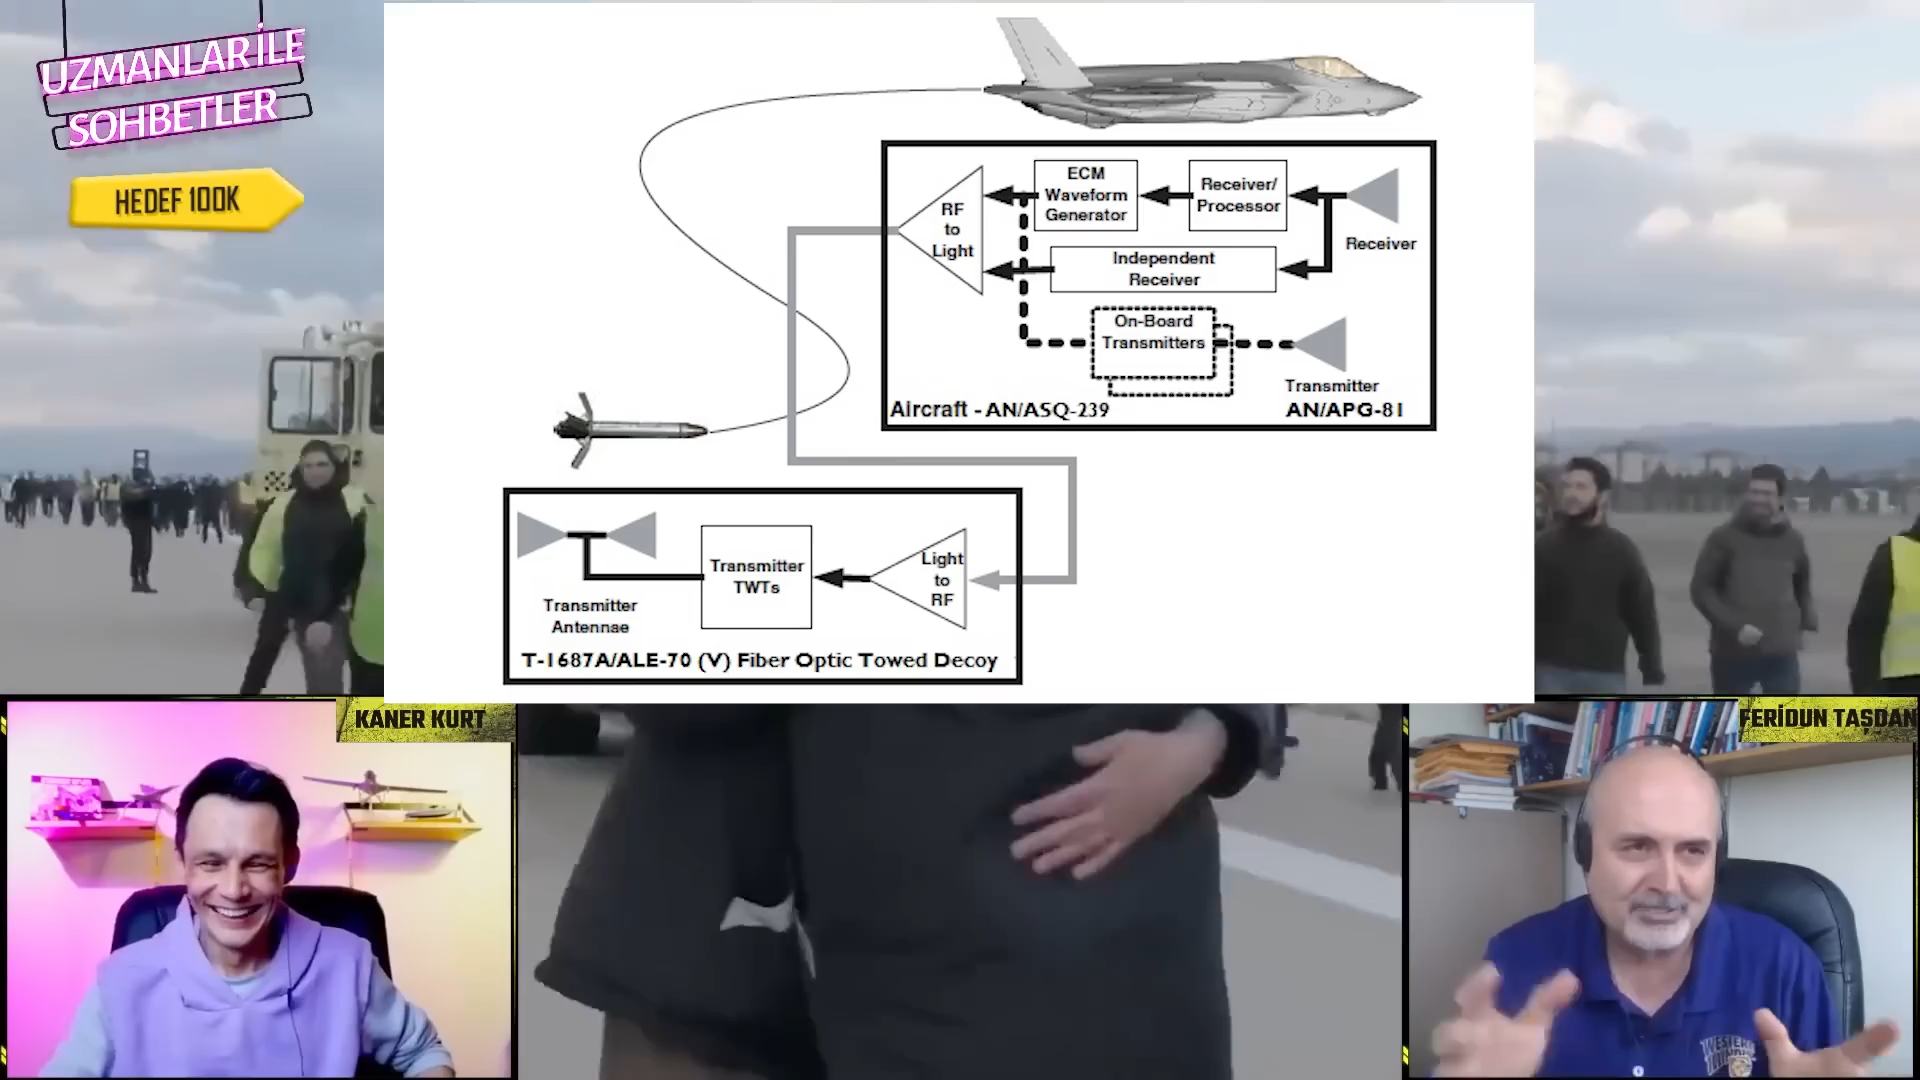 UZMANLAR İLE
SOHBETLER
HEDEF 100K
RF
to
Light
ECM
Waveform
Generator
Receiver/
Processor
Receiver
Independent
Receiver
On-Board
Transmitters
Transmitter
Aircraft - AN/ASQ-239
AN/APG-81
Transmitter
Antennae
Transmitter
TWTs
Light
to
RF
T-1687A/ALE-70 (V) Fiber Optic Towed Decoy
KANER KURT
FERİDUN TAŞDAN
WESTERN
ILLINOIS